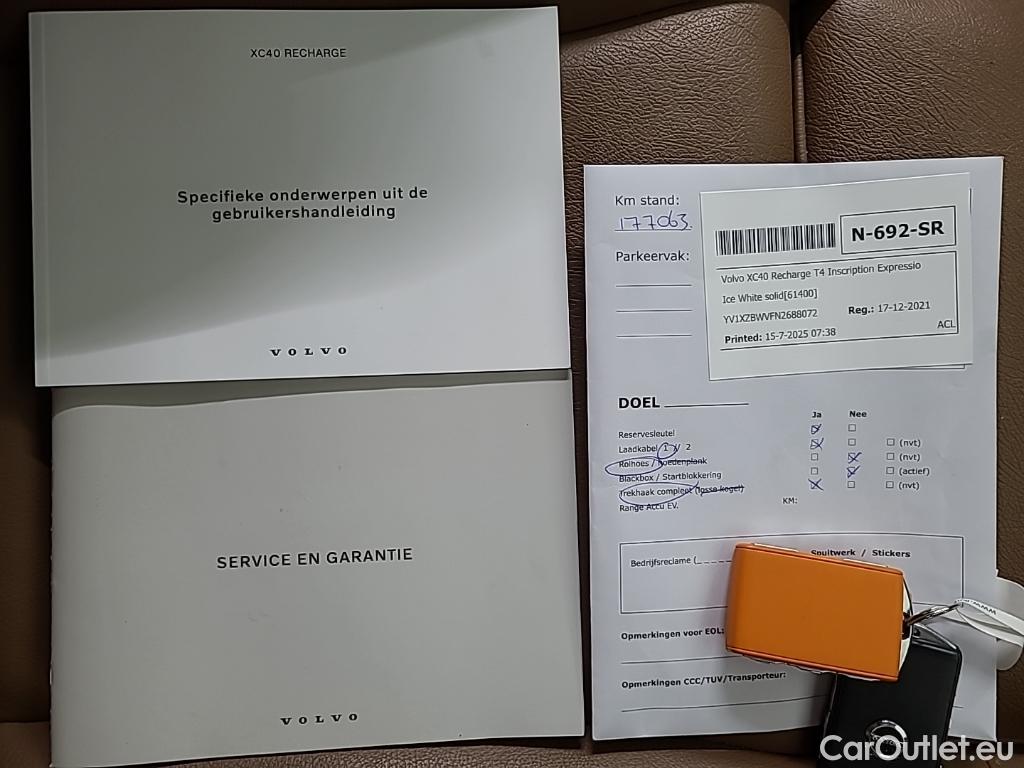 XC40 RECHARGE
Specifieke onderwerpen uit de
gebruikershandleiding
VOLVO
SERVICE EN GARANTIE
VOLVO
Km stand:
177063.
Parkeervak:
N-692-SR
Volvo XC40 Recharge T4 Inscription Expressio
Ice White solid[61400]
YV1XZBWVFN2688072
Reg.: 17-12-2021
Printed: 15-7-2025 07:38
ACL
DOEL
Ja Nee
Reservesleutel
Laadkabel 1 / 2 (nvt)
Rolhoes / hoedenplank (nvt)
Blackbox / Startblokkering (actief)
Trekhaak compleet (losse kogel) (nvt)
Range Accu EV. KM:
Bedrijfsreclame (_ _ _ _ Spuitwerk / Stickers
Opmerkingen voor EOL:
Opmerkingen CCC/TUV/Transporteur:
CarOutlet.eu